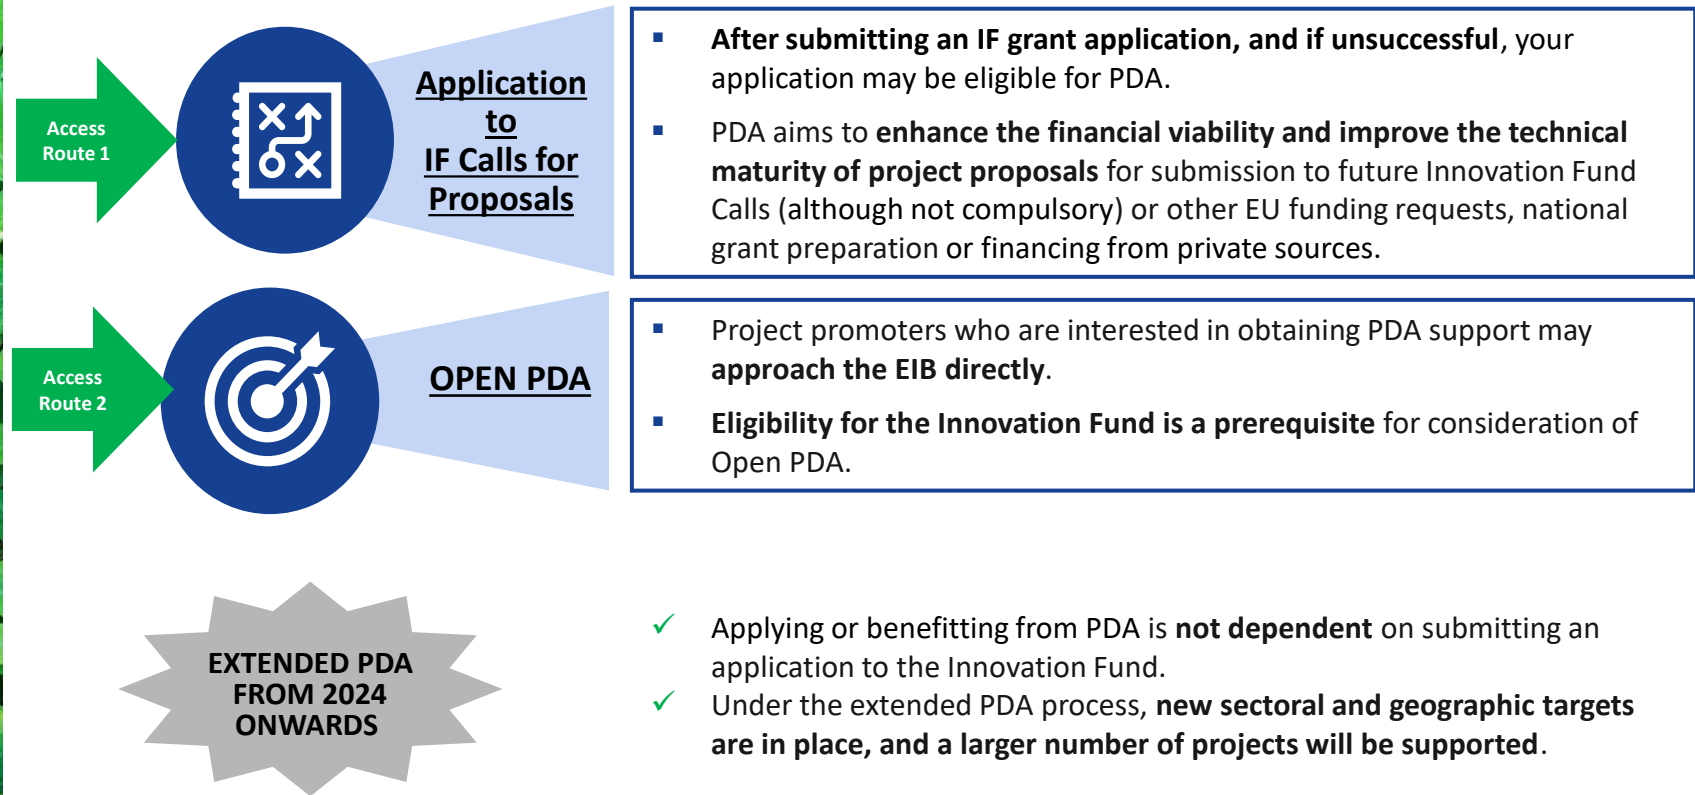 Access
Route 1
Application
to
IF Calls for
Proposals
▪ After submitting an IF grant application, and if unsuccessful, your
application may be eligible for PDA.
▪ PDA aims to enhance the financial viability and improve the technical
maturity of project proposals for submission to future Innovation Fund
Calls (although not compulsory) or other EU funding requests, national
grant preparation or financing from private sources.
Access
Route 2
OPEN PDA
▪ Project promoters who are interested in obtaining PDA support may
approach the EIB directly.
▪ Eligibility for the Innovation Fund is a prerequisite for consideration of
Open PDA.
EXTENDED PDA
FROM 2024
ONWARDS
✓ Applying or benefitting from PDA is not dependent on submitting an
application to the Innovation Fund.
✓ Under the extended PDA process, new sectoral and geographic targets
are in place, and a larger number of projects will be supported.